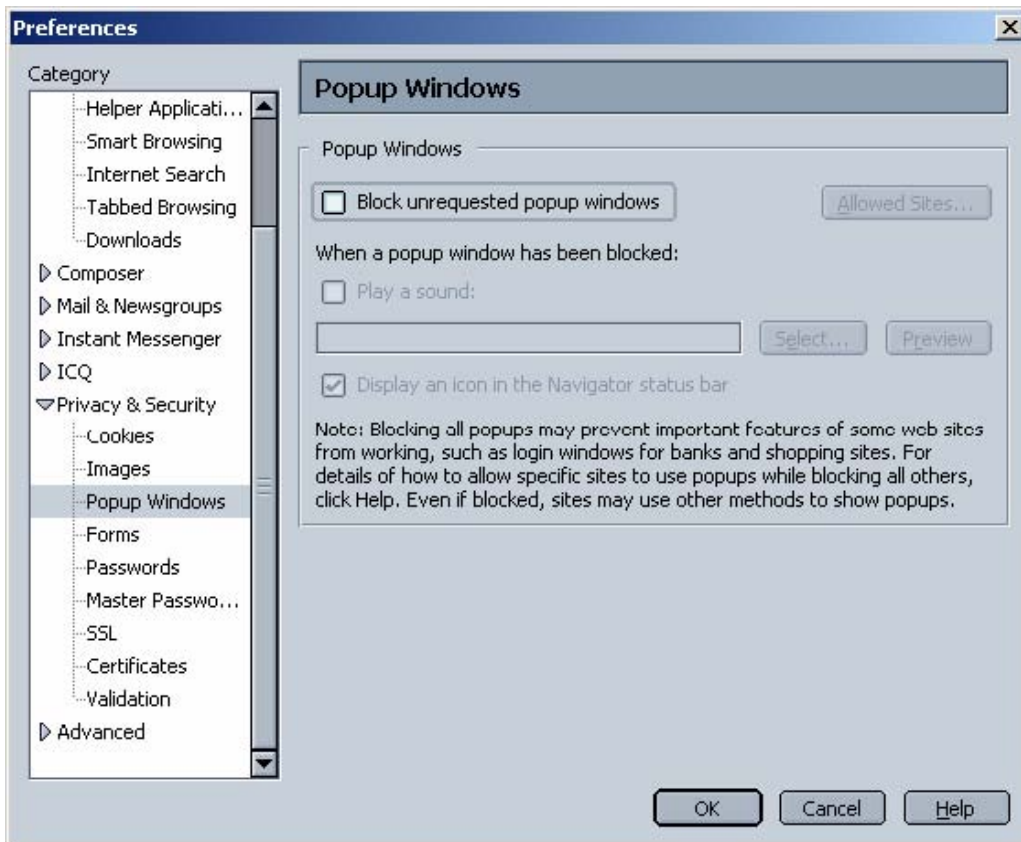 Preferences
Category
Helper Applicati...
Smart Browsing
Internet Search
Tabbed Browsing
Downloads
Composer
Mail & Newsgroups
Instant Messenger
ICQ
Privacy & Security
Cookies
Images
Popup Windows
Forms
Passwords
Master Passwo...
SSL
Certificates
Validation
Advanced
Popup Windows
Popup Windows
Block unrequested popup windows
Allowed Sites...
When a popup window has been blocked:
Play a sound:
Select...
Preview
Display an icon in the Navigator status bar
Note: Blocking all popups may prevent important features of some web sites
from working, such as login windows for banks and shopping sites. For
details of how to allow specific sites to use popups while blocking all others,
click Help. Even if blocked, sites may use other methods to show popups.
OK
Cancel
Help